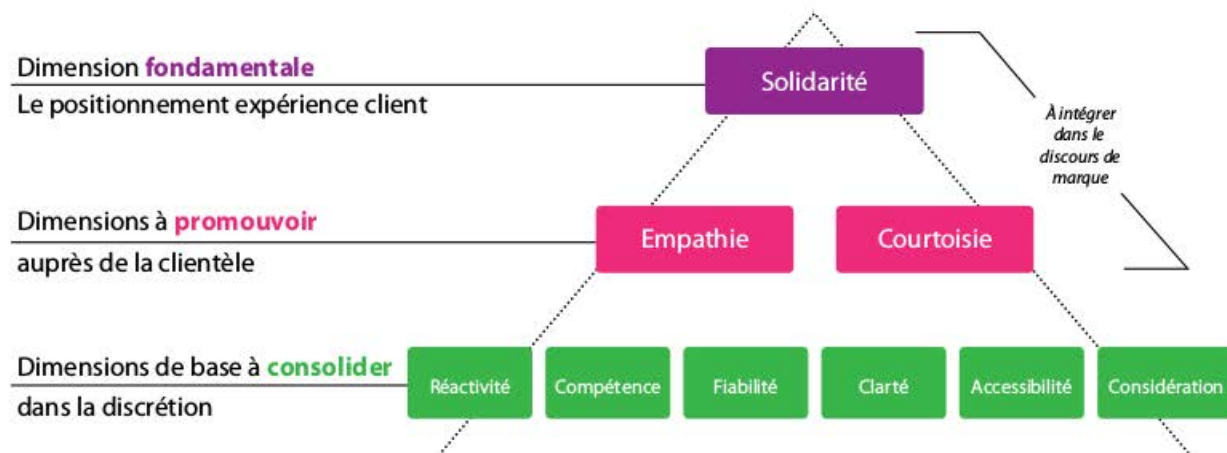 Dimension fondamentale
Le positionnement expérience client
Solidarité
À intégrer
dans le
discours de
marque
Dimensions à promouvoir
auprès de la clientèle
Empathie
Courtoisie
Dimensions de base à consolider
dans la discrétion
Réactivité
Compétence
Fiabilité
Clarté
Accessibilité
Considération